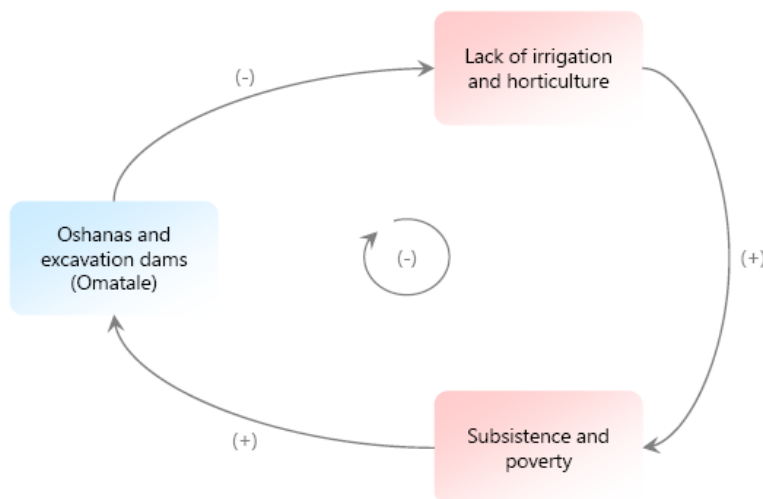 Lack of irrigation
and horticulture
(-)
Oshanas and
excavation dams
(Omatale)
(-)
(+)
Subsistence and
poverty
(+)